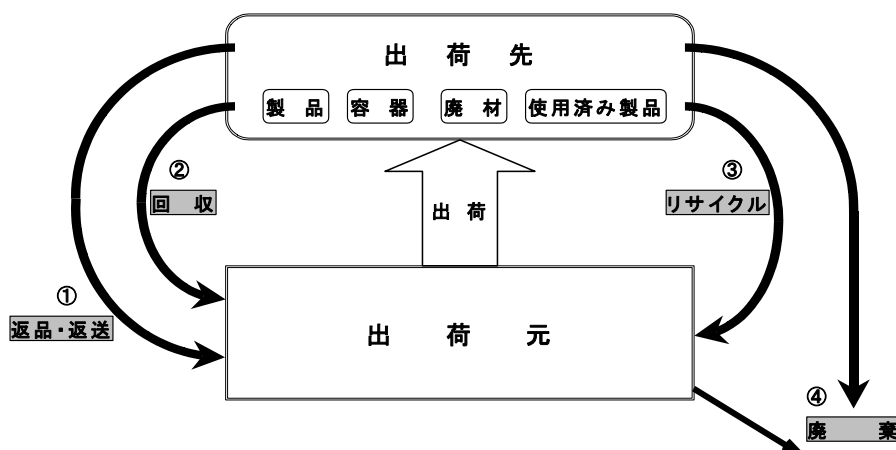 出荷先
製品 容器 廃材 使用済み製品
②
回収
③
リサイクル
出荷
①
返品・返送
出荷元
④
廃棄